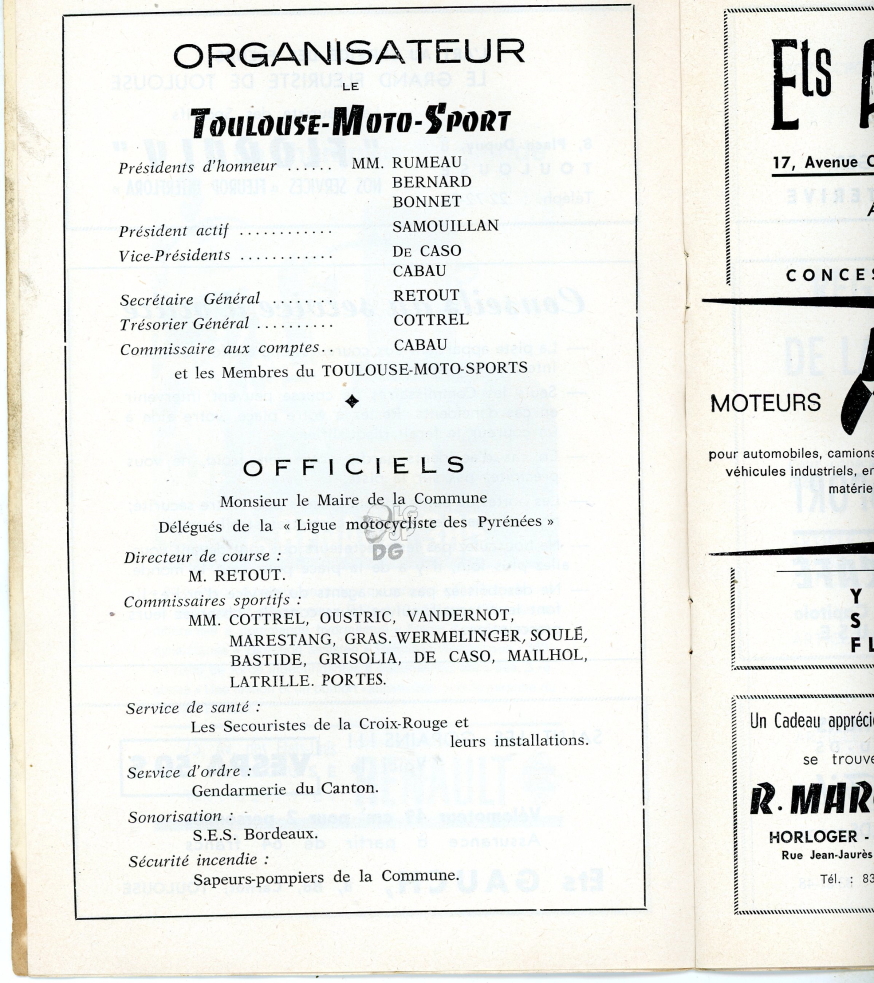 ORGANISATEUR
LE
TOULOUSE-MOTO-SPORT
Présidents d'honneur ...... MM. RUMEAU
BERNARD
BONNET
Président actif ............ SAMOUILLAN
Vice-Présidents ............ DE CASO
CABAU
Secrétaire Général ........ RETOUT
Trésorier Général .......... COTTREL
Commissaire aux comptes.. CABAU
et les Membres du TOULOUSE-MOTO-SPORTS
OFFICIELS
Monsieur le Maire de la Commune
Délégués de la « Ligue motocycliste des Pyrénées »
DG
Directeur de course :
M. RETOUT.
Commissaires sportifs :
MM. COTTREL, OUSTRIC, VANDERNOT,
MARESTANG, GRAS. WERMELINGER, SOULÉ,
BASTIDE, GRISOLIA, DE CASO, MAILHOL,
LATRILLE. PORTES.
Service de santé :
Les Secouristes de la Croix-Rouge et
leurs installations.
Service d'ordre :
Gendarmerie du Canton.
Sonorisation :
S.E.S. Bordeaux.
Sécurité incendie :
Sapeurs-pompiers de la Commune.
Ets
17, Avenue
CONCES
MOTEURS
pour automobiles, camions
véhicules industriels, en
matérie
Y
S
FL
Un Cadeau apprécié
se trouve
R. MAR
HORLOGER -
Rue Jean-Jaurès
Tél. : 83